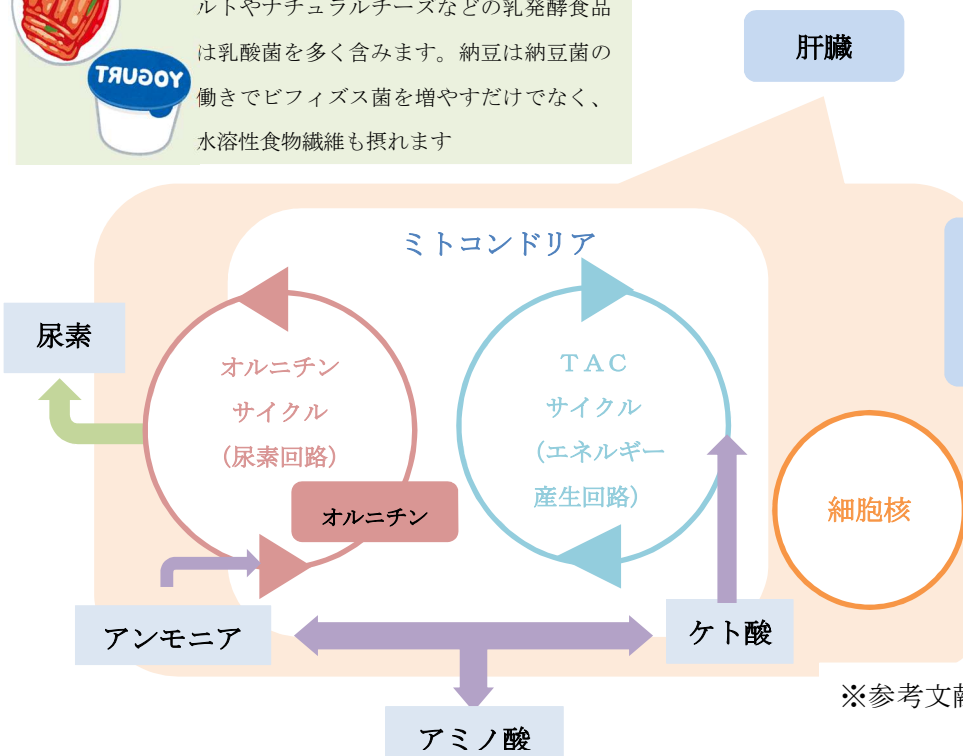 ルトやナチュラルチーズなどの乳発酵食品
は乳酸菌を多く含みます。納豆は納豆菌の
働きでビフィズス菌を増やすだけでなく、
水溶性食物繊維も摂れます
YOGURT
肝臓
ミトコンドリア
尿素
オルニチン
サイクル
（尿素回路）
オルニチン
ＴＡＣ
サイクル
（エネルギー
産生回路）
細胞核
アンモニア
ケト酸
アミノ酸
※参考文献